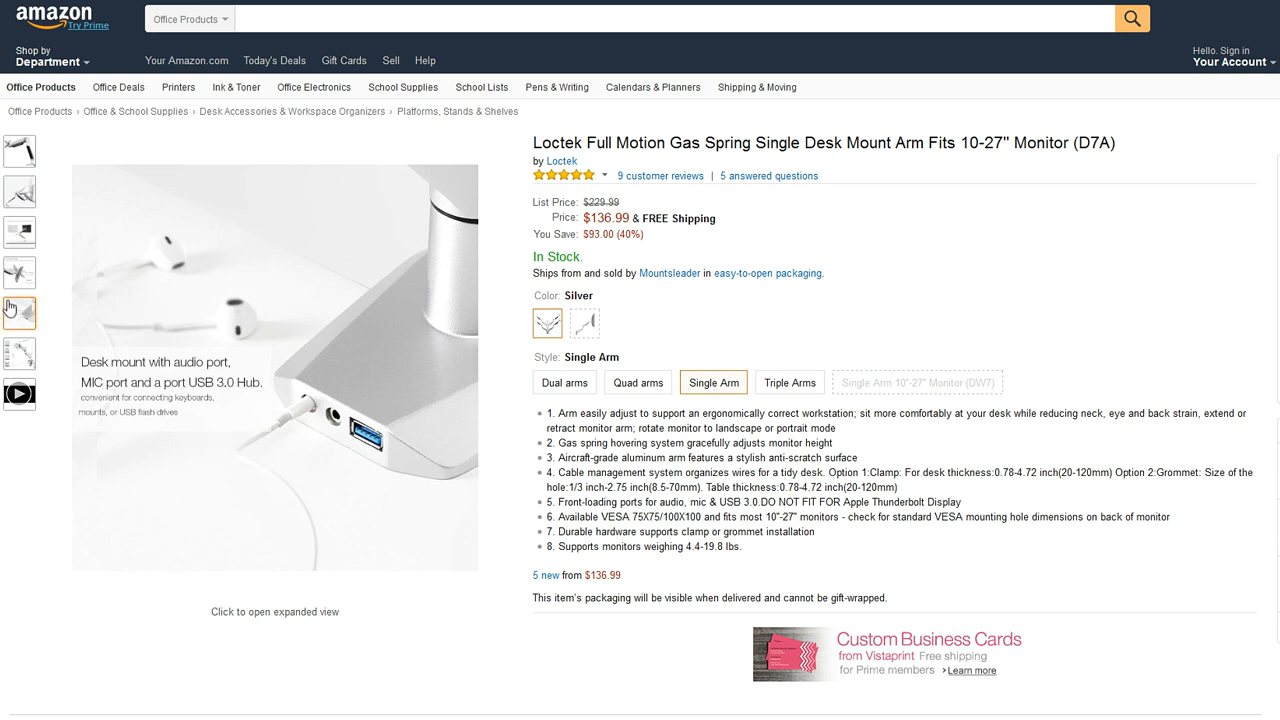 amazon
Try Prime
Office Products
Shop by
Department
Your Amazon.com Today's Deals Gift Cards Sell Help
Hello. Sign in
Your Account
Office Products Office Deals Printers Ink & Toner Office Electronics School Supplies School Lists Pens & Writing Calendars & Planners Shipping & Moving
Office Products › Office & School Supplies › Desk Accessories & Workspace Organizers › Platforms, Stands & Shelves
Desk mount with audio port,
MIC port and a port USB 3.0 Hub.
convenient for connecting keyboards,
mounts, or USB flash drives
Click to open expanded view
Loctek Full Motion Gas Spring Single Desk Mount Arm Fits 10-27" Monitor (D7A)
by Loctek
9 customer reviews | 5 answered questions
List Price: $229.99
Price: $136.99 & FREE Shipping
You Save: $93.00 (40%)
In Stock.
Ships from and sold by Mountsleader in easy-to-open packaging.
Color: Silver
Style: Single Arm
Dual arms Quad arms Single Arm Triple Arms Single Arm 10"-27" Monitor (DW7)
1. Arm easily adjust to support an ergonomically correct workstation; sit more comfortably at your desk while reducing neck, eye and back strain, extend or
retract monitor arm; rotate monitor to landscape or portrait mode
2. Gas spring hovering system gracefully adjusts monitor height
3. Aircraft-grade aluminum arm features a stylish anti-scratch surface
4. Cable management system organizes wires for a tidy desk. Option 1:Clamp: For desk thickness:0.78-4.72 inch(20-120mm) Option 2:Grommet: Size of the
hole:1/3 inch-2.75 inch(8.5-70mm). Table thickness:0.78-4.72 inch(20-120mm)
5. Front-loading ports for audio, mic & USB 3.0.DO NOT FIT FOR Apple Thunderbolt Display
6. Available VESA 75X75/100X100 and fits most 10"-27" monitors - check for standard VESA mounting hole dimensions on back of monitor
7. Durable hardware supports clamp or grommet installation
8. Supports monitors weighing 4.4-19.8 lbs.
5 new from $136.99
This item's packaging will be visible when delivered and cannot be gift-wrapped.
Custom Business Cards
from Vistaprint Free shipping
for Prime members ›Learn more